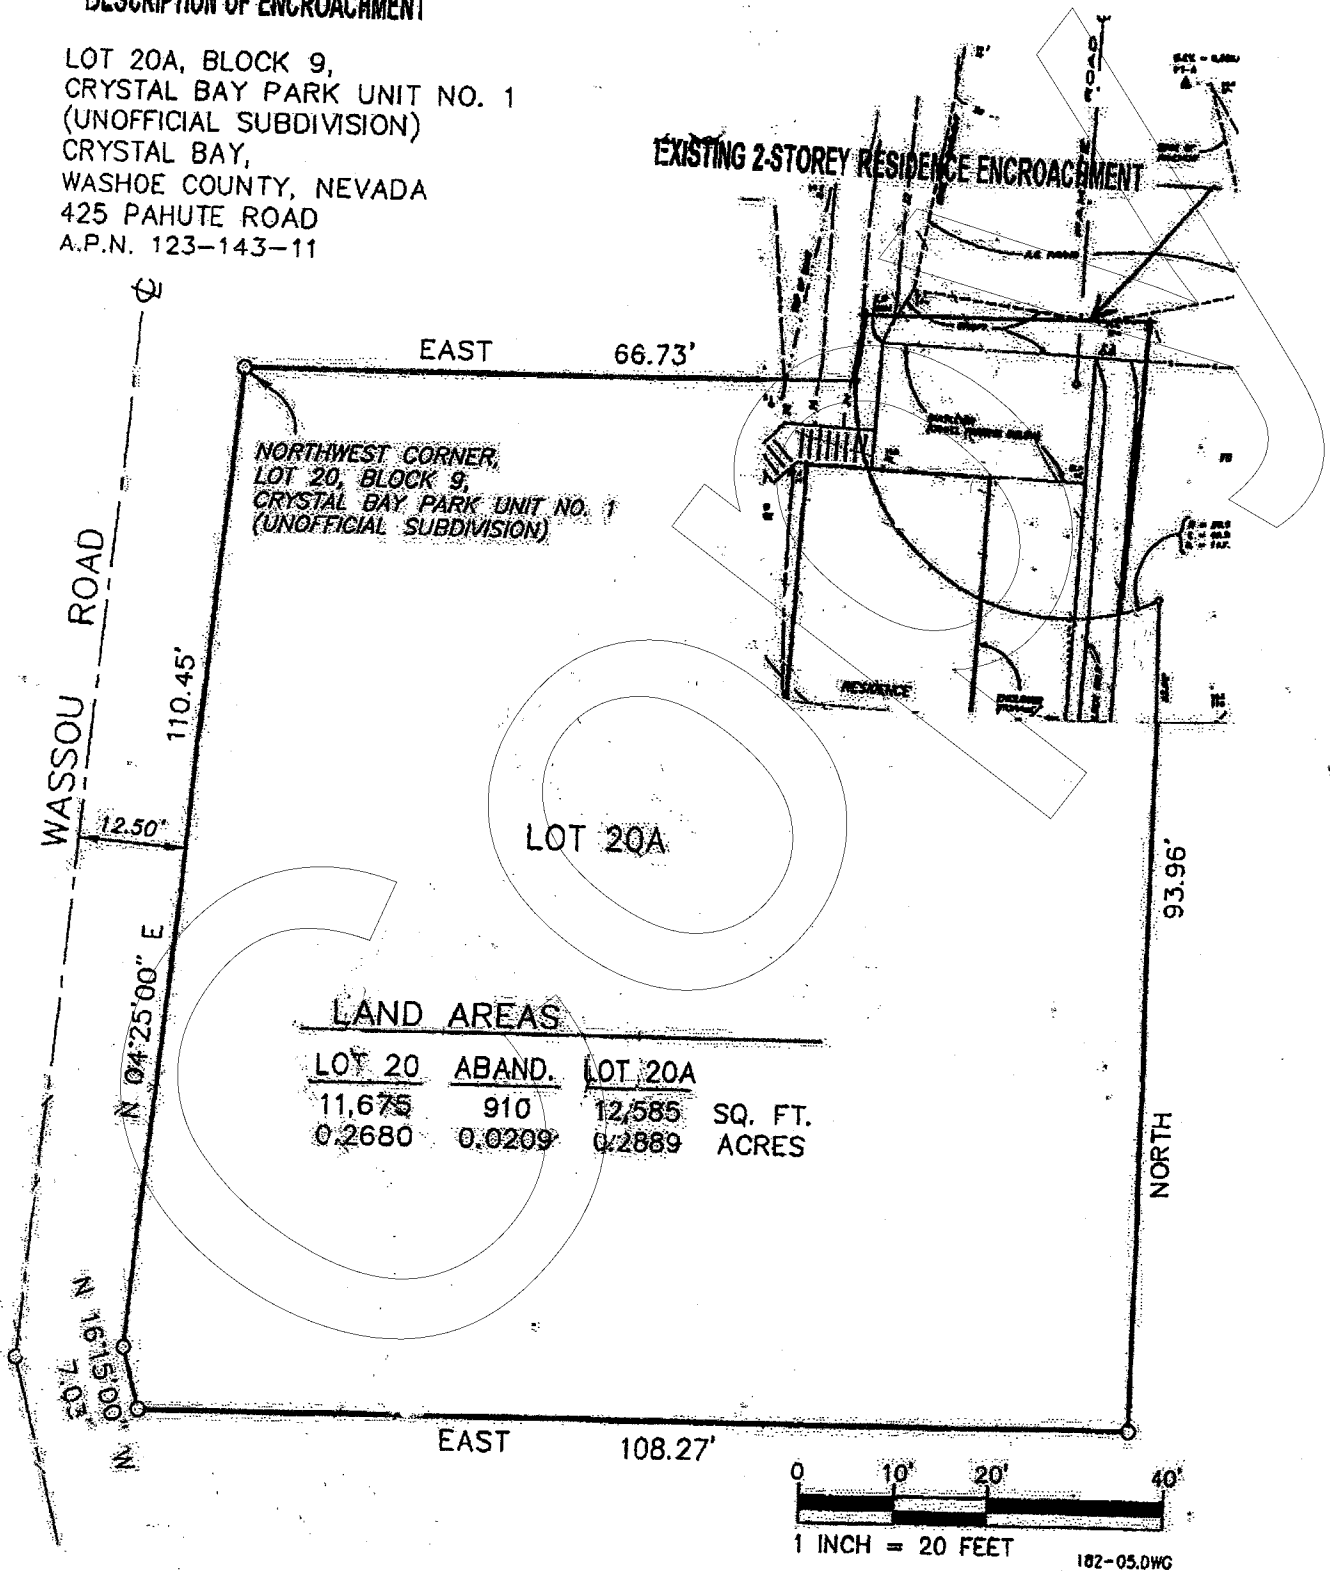 DESCRIPTION OF ENCROACHMENT
LOT 20A, BLOCK 9,
CRYSTAL BAY PARK UNIT NO. 1
(UNOFFICIAL SUBDIVISION)
CRYSTAL BAY,
WASHOE COUNTY, NEVADA
425 PAHUTE ROAD
A.P.N. 123-143-11
EXISTING 2-STOREY RESIDENCE ENCROACHMENT
EAST 66.73'
NORTHWEST CORNER,
LOT 20, BLOCK 9,
CRYSTAL BAY PARK UNIT NO. 1
(UNOFFICIAL SUBDIVISION)
WASSOU ROAD
110.45'
12.50'
N 04°25'00" E
RESIDENCE
LOT 20A
93.96'
NORTH
LAND AREAS
LOT 20 ABAND. LOT 20A
11,675 910 12,585 SQ. FT.
0.2680 0.0209 0.2889 ACRES
N 16°15'00" W
7.03'
EAST 108.27'
0 10' 20' 40'
1 INCH = 20 FEET
182-05.DWG
COPY